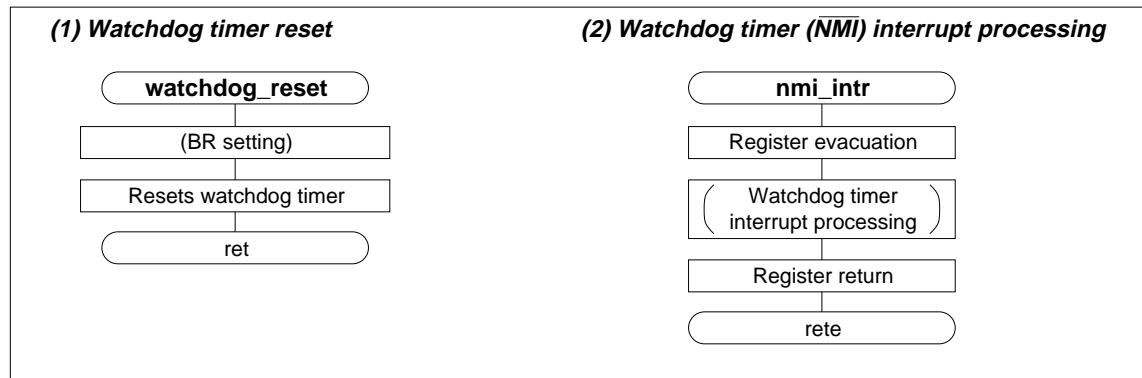 (1) Watchdog timer reset
watchdog_reset
(BR setting)
Resets watchdog timer
ret
(2) Watchdog timer (N̅M̅I̅) interrupt processing
nmi_intr
Register evacuation
Watchdog timer
interrupt processing
Register return
rete